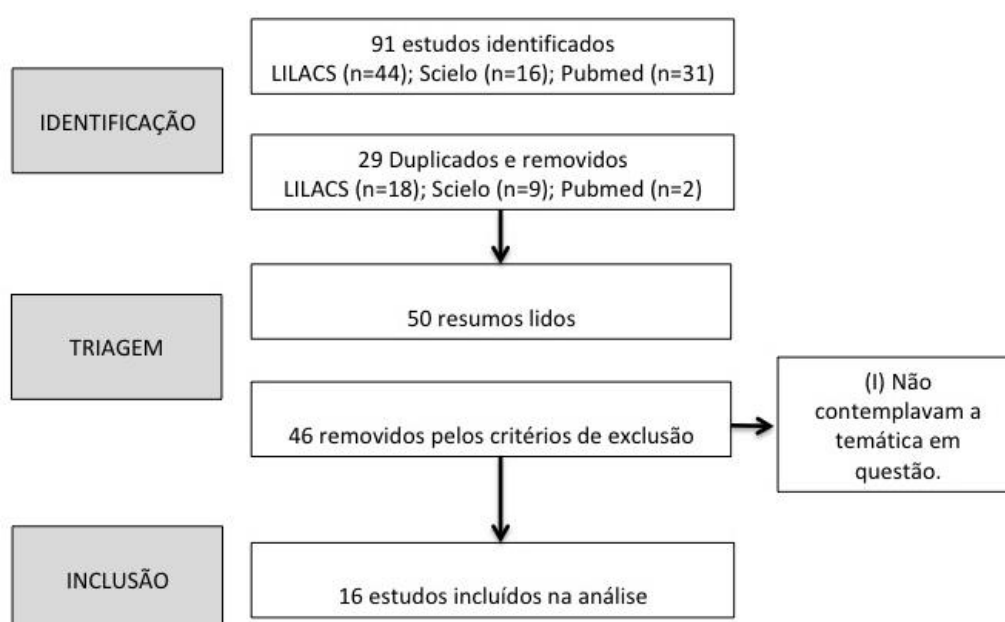 91 estudos identificados
LILACS (n=44); Scielo (n=16); Pubmed (n=31)
IDENTIFICAÇÃO
29 Duplicados e removidos
LILACS (n=18); Scielo (n=9); Pubmed (n=2)
50 resumos lidos
TRIAGEM
46 removidos pelos critérios de exclusão
(I) Não
contemplavam a
temática em
questão.
INCLUSÃO
16 estudos incluídos na análise